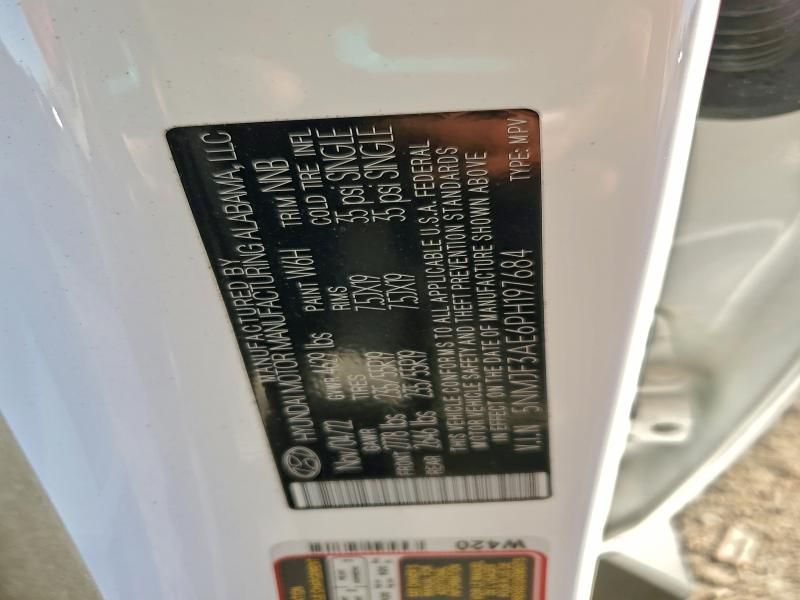 MANUFACTURED BY
HYUNDAI MOTOR MANUFACTURING ALABAMA, LLC
Nov/04/22 GVWR 4629 lbs PAINT W6H TRIM NNB
GAWR TIRES RIMS COLD TIRE INFL
FRONT 2778 lbs 235/55R19 7.5JX19 35 psi SINGLE
REAR 2646 lbs 235/55R19 7.5JX19 35 psi SINGLE
THIS VEHICLE CONFORMS TO ALL APPLICABLE U.S.A. FEDERAL
MOTOR VEHICLE SAFETY AND THEFT PREVENTION STANDARDS
IN EFFECT ON THE DATE OF MANUFACTURE SHOWN ABOVE
V.I.N 5NMJF3AE6PH197684 TYPE: MPV
W420